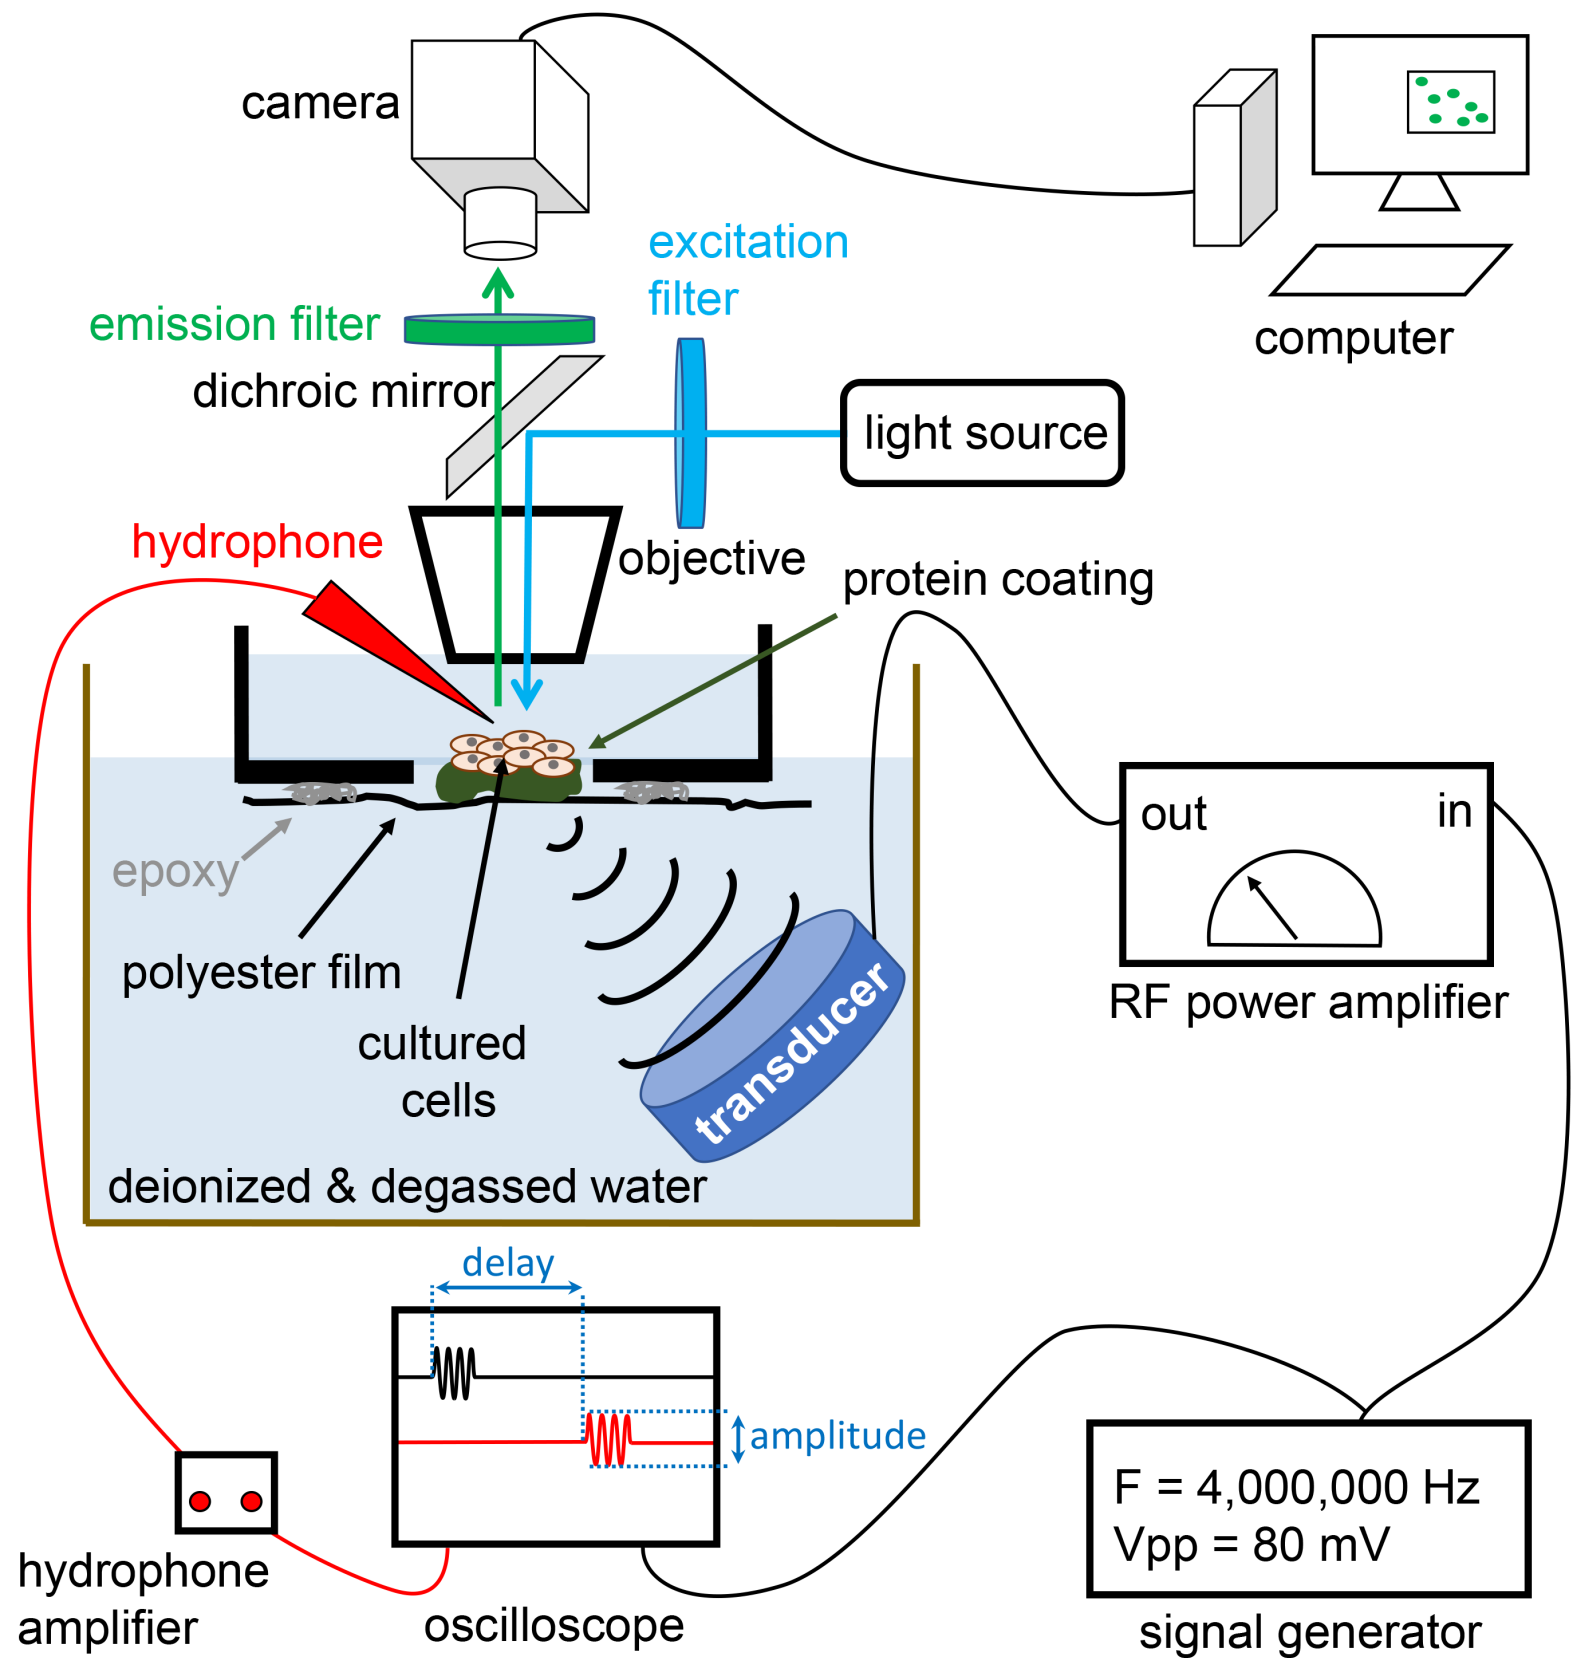 camera
excitation
filter
emission filter
computer
dichroic mirror
light source
hydrophone
objective
protein coating
out
in
epoxy
polyester film
transducer
RF power amplifier
cultured
cells
deionized & degassed water
delay
amplitude
F = 4,000,000 Hz
Vpp = 80 mV
hydrophone
amplifier
oscilloscope
signal generator